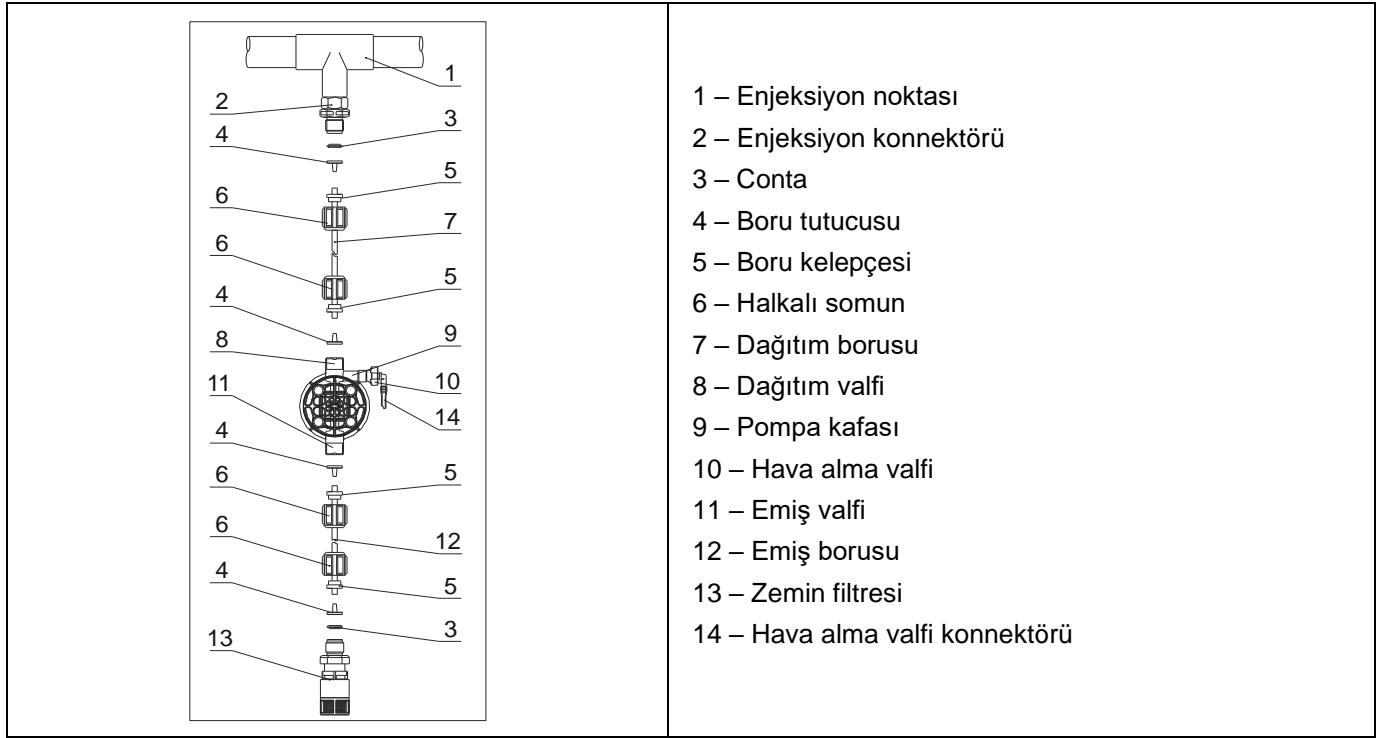 1
2
3
4
5
6
7
6
5
4
9
8
10
11
14
4
5
6
12
6
5
4
3
13
1 – Enjeksiyon noktası
2 – Enjeksiyon konnektörü
3 – Conta
4 – Boru tutucusu
5 – Boru kelepçesi
6 – Halkalı somun
7 – Dağıtım borusu
8 – Dağıtım valfi
9 – Pompa kafası
10 – Hava alma valfi
11 – Emiş valfi
12 – Emiş borusu
13 – Zemin filtresi
14 – Hava alma valfi konnektörü